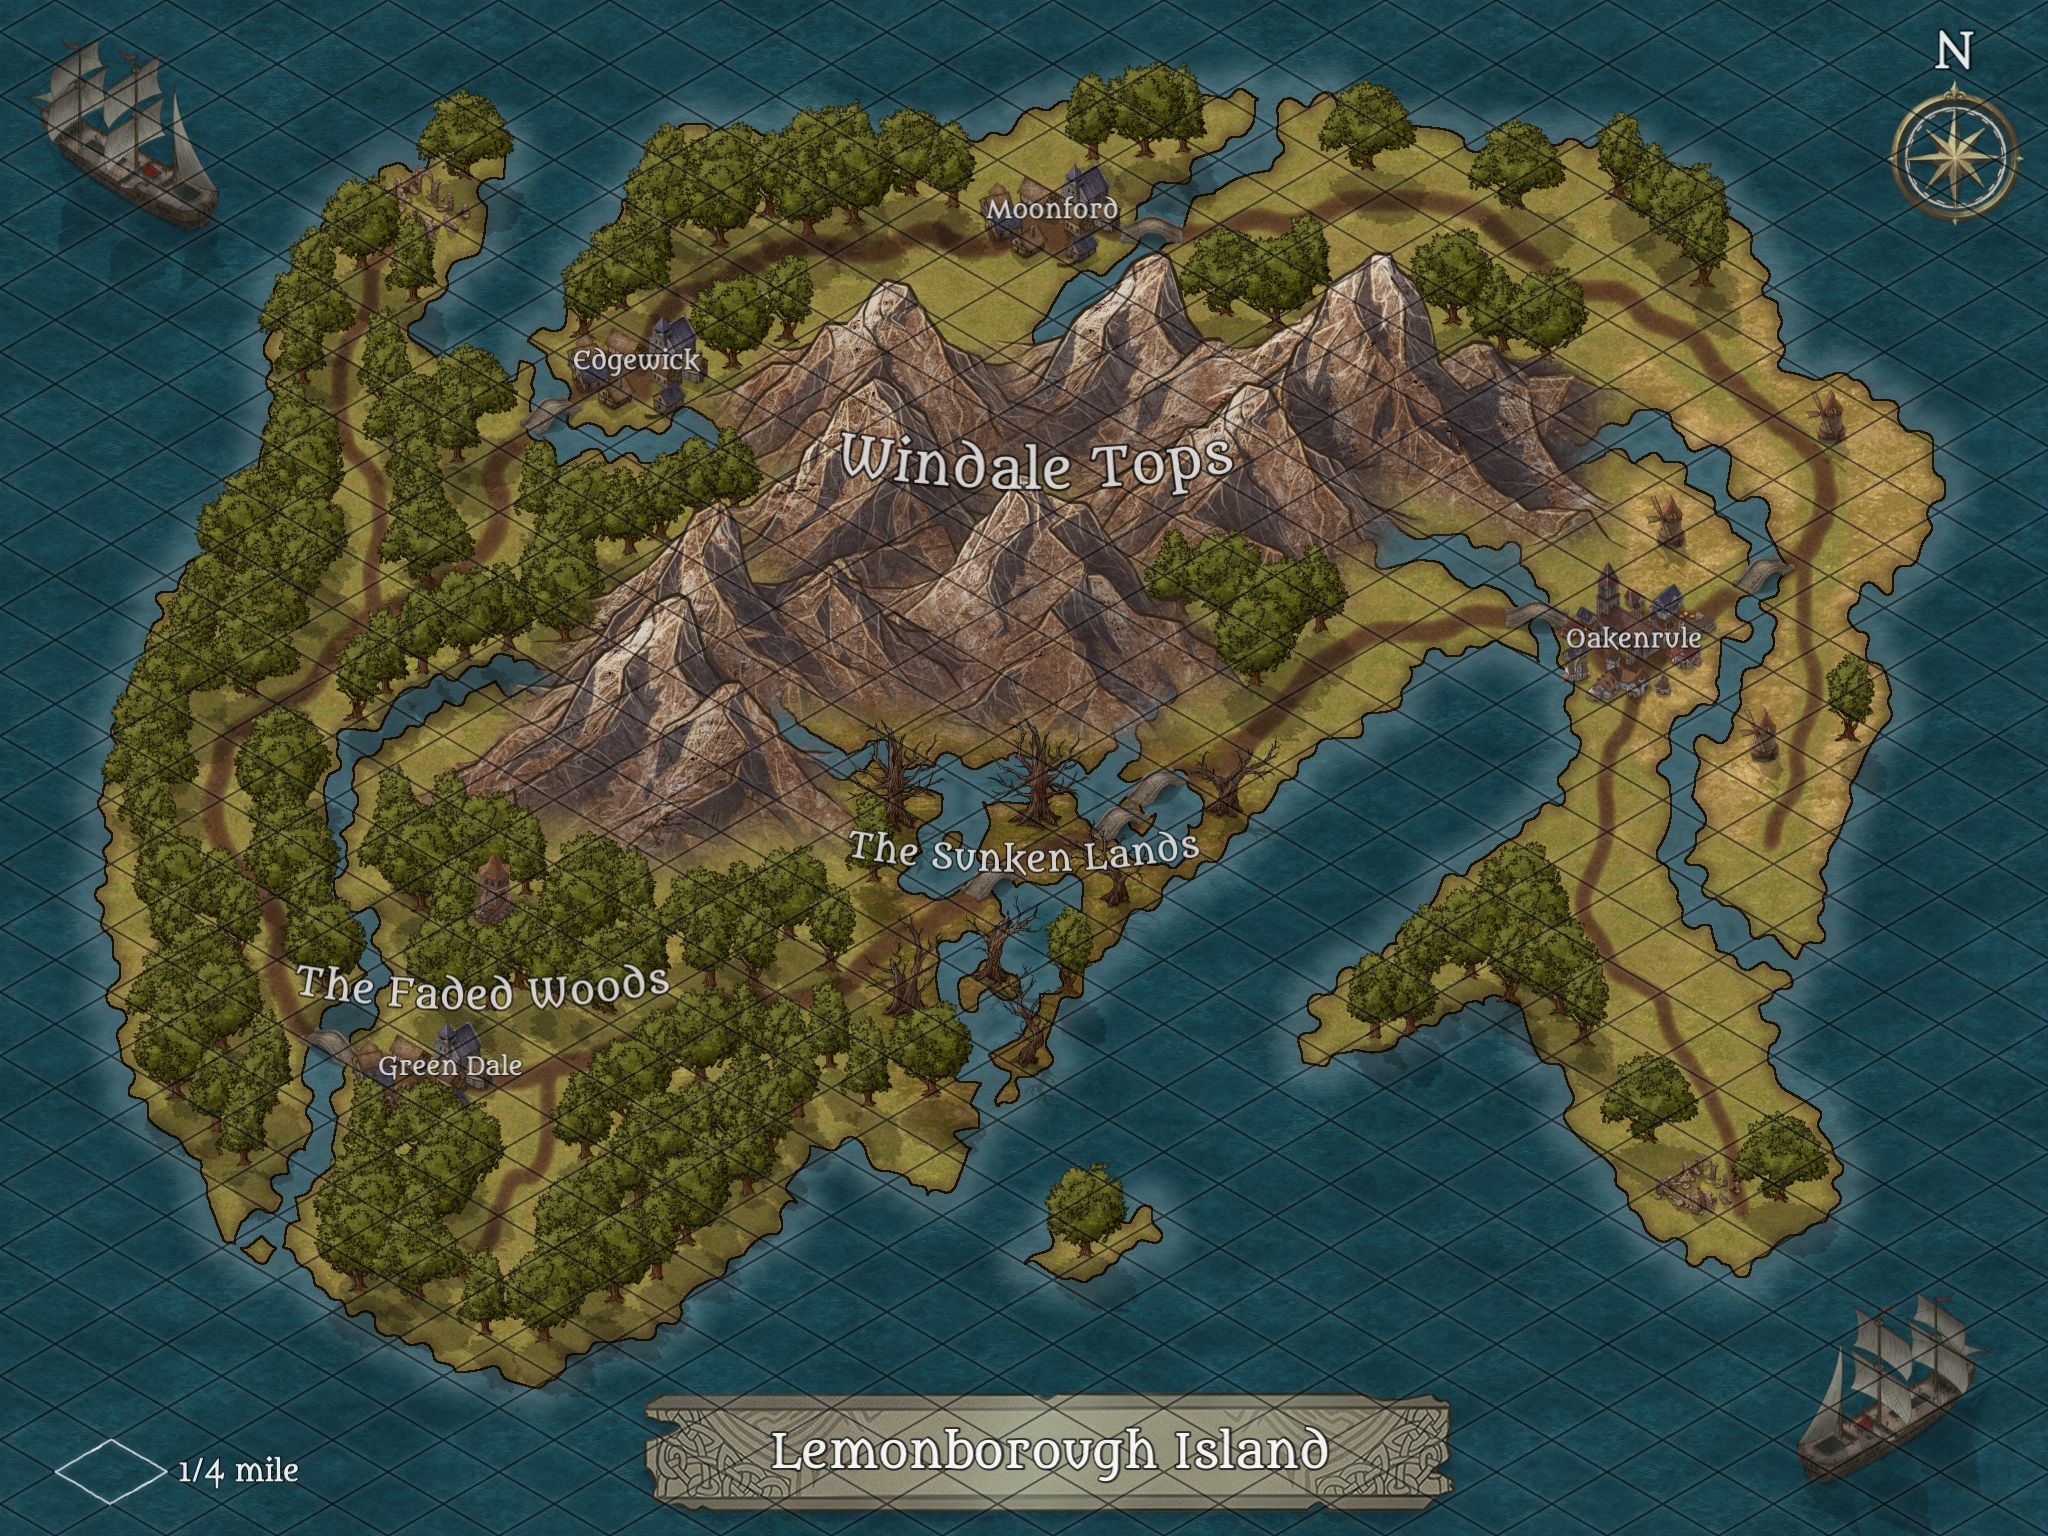 N
Moonford
Edgewick
Windale Tops
Oakenrule
The Sunken Lands
The Faded Woods
Green Dale
Lemonborough Island
1/4 mile